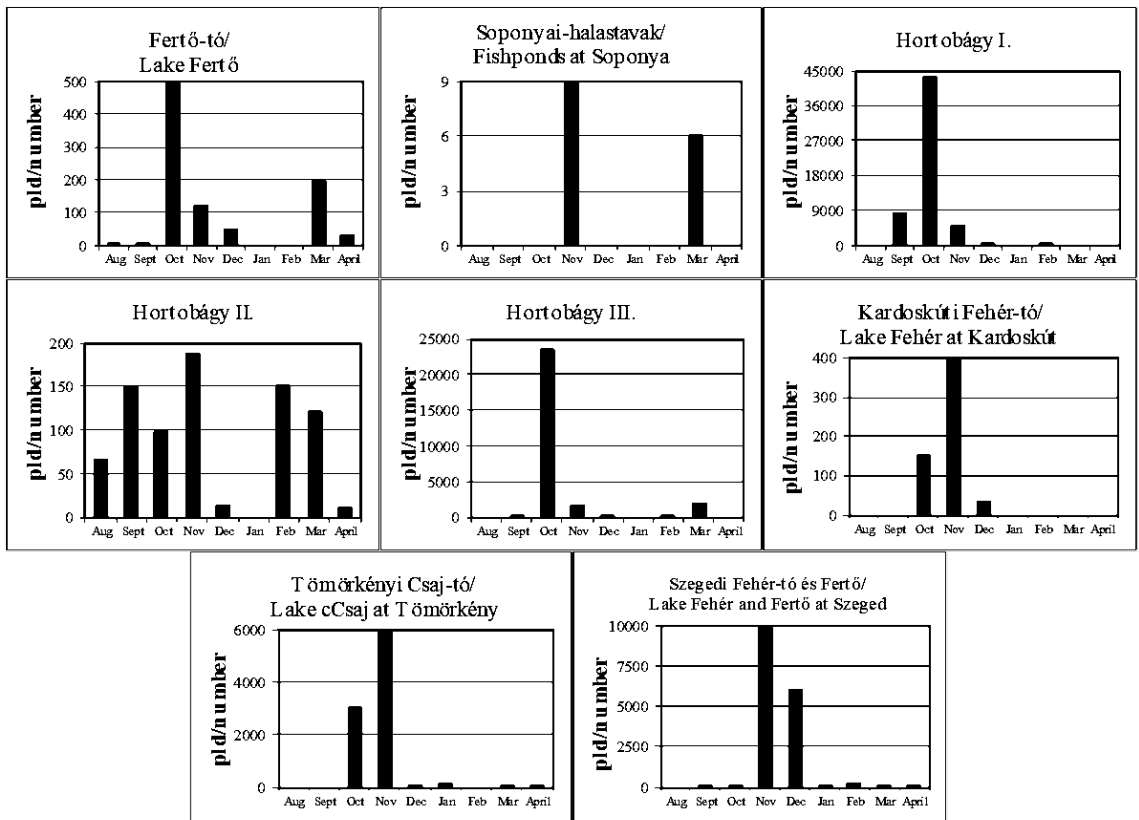 Fertő-tó/
Lake Fertő
pld/number
500
400
300
200
100
0
Aug Sept Oct Nov Dec Jan Feb Mar April
Soponyai-halastavak/
Fishponds at Soponya
pld/number
9
6
3
0
Aug Sept Oct Nov Dec Jan Feb Mar April
Hortobágy I.
pld/number
45000
36000
27000
18000
9000
0
Aug Sept Oct Nov Dec Jan Feb Mar April
Hortobágy II.
pld/number
200
150
100
50
0
Aug Sept Oct Nov Dec Jan Feb Mar April
Hortobágy III.
pld/number
25000
20000
15000
10000
5000
0
Aug Sept Oct Nov Dec Jan Feb Mar April
Kardoskúti Fehér-tó/
Lake Fehér at Kardoskút
pld/number
400
300
200
100
0
Aug Sept Oct Nov Dec Jan Feb Mar April
Tömörkényi Csaj-tó/
Lake cCsaj at Tömörkény
pld/number
6000
4000
2000
0
Aug Sept Oct Nov Dec Jan Feb Mar April
Szegedi Fehér-tó és Fertő/
Lake Fehér and Fertő at Szeged
pld/number
10000
7500
5000
2500
0
Aug Sept Oct Nov Dec Jan Feb Mar April